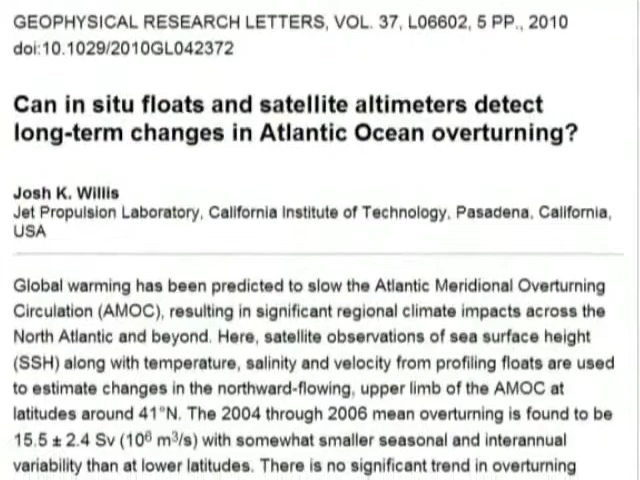 GEOPHYSICAL RESEARCH LETTERS, VOL. 37, L06602, 5 PP., 2010
doi:10.1029/2010GL042372
Can in situ floats and satellite altimeters detect
long-term changes in Atlantic Ocean overturning?
Josh K. Willis
Jet Propulsion Laboratory, California Institute of Technology, Pasadena, California,
USA
Global warming has been predicted to slow the Atlantic Meridional Overturning
Circulation (AMOC), resulting in significant regional climate impacts across the
North Atlantic and beyond. Here, satellite observations of sea surface height
(SSH) along with temperature, salinity and velocity from profiling floats are used
to estimate changes in the northward-flowing, upper limb of the AMOC at
latitudes around 41°N. The 2004 through 2006 mean overturning is found to be
15.5 ± 2.4 Sv (10⁶ m³/s) with somewhat smaller seasonal and interannual
variability than at lower latitudes. There is no significant trend in overturning